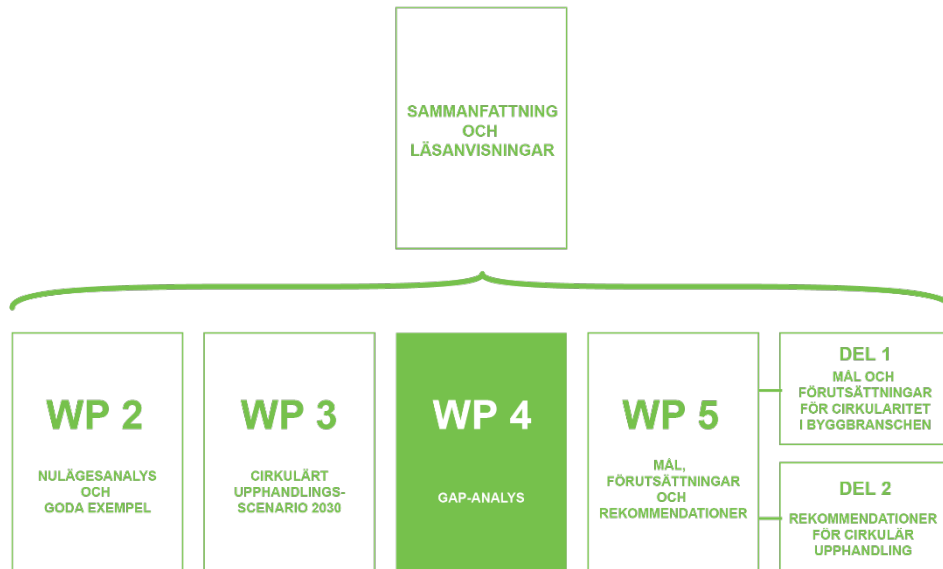 SAMMANFATTNING
OCH
LÄSANVISNINGAR
WP 2
NULÄGESANALYS
OCH
GODA EXEMPEL
WP 3
CIRKULÄRT
UPPHANDLINGS-
SCENARIO 2030
WP 4
GAP-ANALYS
WP 5
MÅL,
FÖRUTSÄTTNINGAR
OCH
REKOMMENDATIONER
DEL 1
MÅL OCH
FÖRUTSÄTTNINGAR
FÖR CIRKULARITET
I BYGGBRANSCHEN
DEL 2
REKOMMENDATIONER
FÖR CIRKULÄR
UPPHANDLING